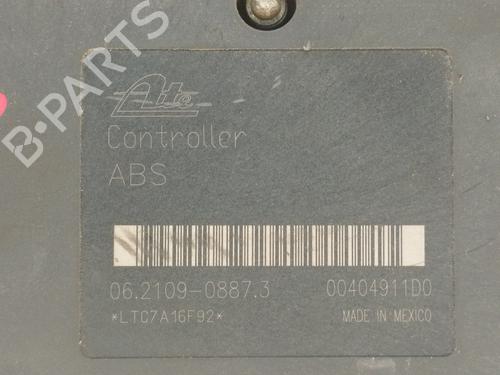 B-PARTS
Ate
Controller
ABS
06.2109-0887.3 00404911D0
*LTC7A16F92*
MADE IN MEXICO